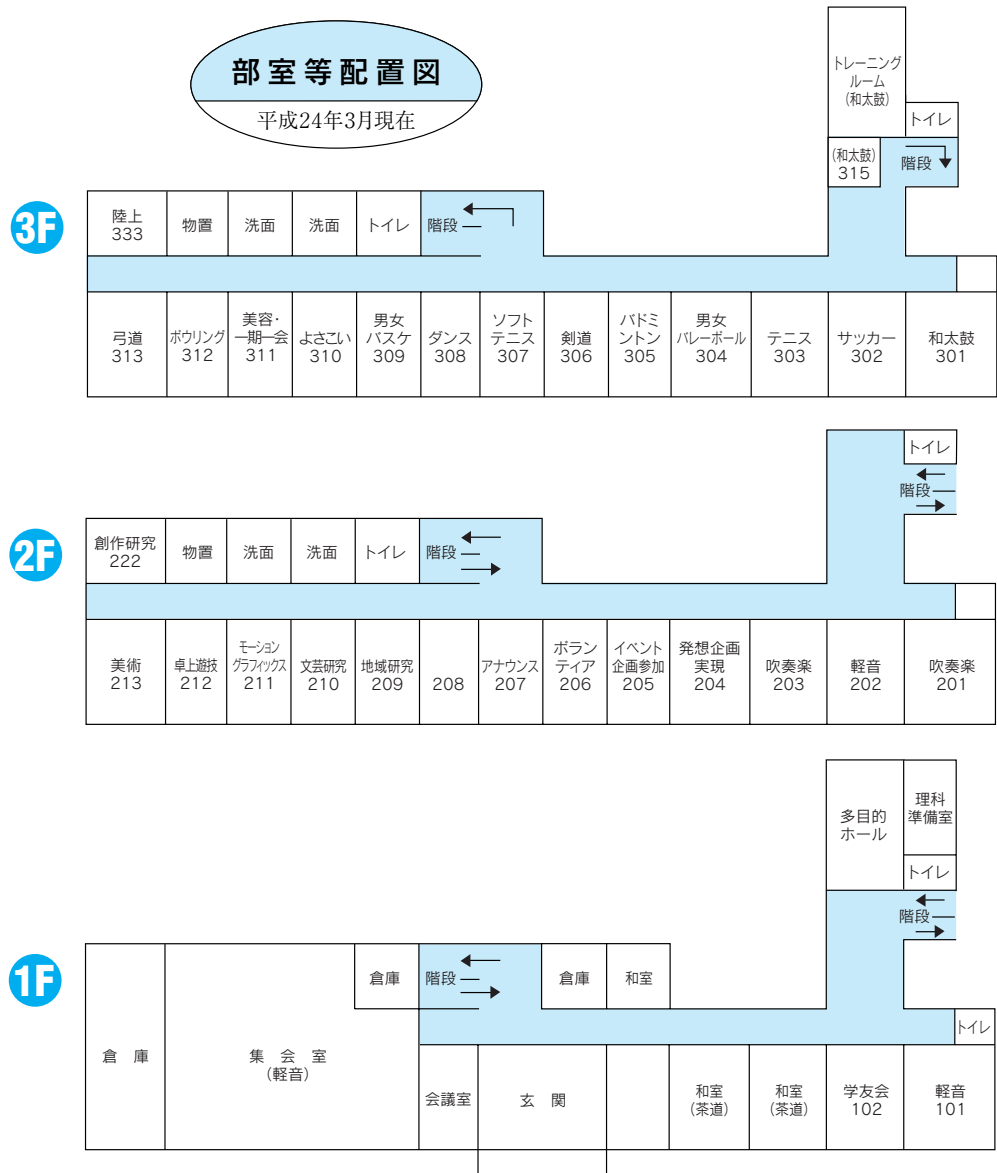 部室等配置図
平成24年3月現在
3F
トレーニング
ルーム
(和太鼓)
トイレ
(和太鼓)
315
階段
陸上
333
物置
洗面
洗面
トイレ
階段
弓道
313
ボウリング
312
美容・
一期一会
311
よさこい
310
男女
バスケ
309
ダンス
308
ソフト
テニス
307
剣道
306
バドミ
ントン
305
男女
バレーボール
304
テニス
303
サッカー
302
和太鼓
301
2F
トイレ
階段
創作研究
222
物置
洗面
洗面
トイレ
階段
美術
213
卓上遊技
212
モーション
グラフィックス
211
文芸研究
210
地域研究
209
208
アナウンス
207
ボラン
ティア
206
イベント
企画参加
205
発想企画
実現
204
吹奏楽
203
軽音
202
吹奏楽
201
1F
多目的
ホール
理科
準備室
トイレ
階段
倉庫
階段
倉庫
和室
トイレ
倉 庫
集 会 室
(軽音)
会議室
玄 関
和室
(茶道)
和室
(茶道)
学友会
102
軽音
101